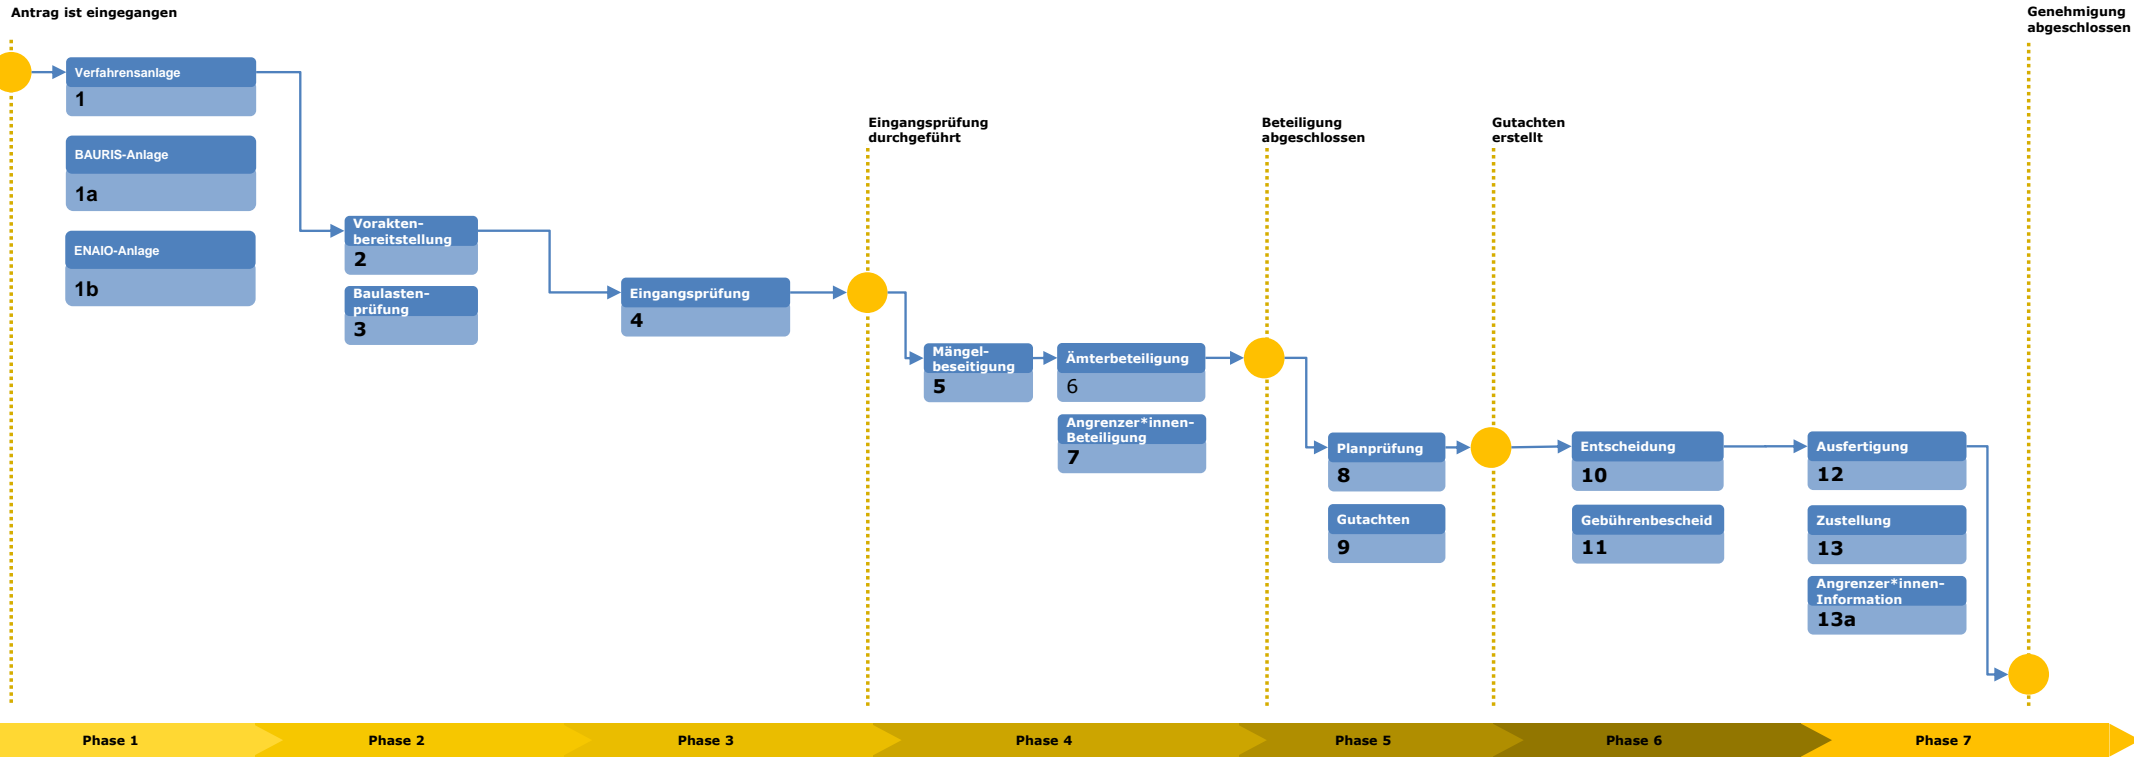 Antrag ist eingegangen
Genehmigung
abgeschlossen
Verfahrensanlage
1
BAURIS-Anlage
1a
ENAIO-Anlage
1b
Vorakten-
bereitstellung
2
Baulasten-
prüfung
3
Eingangsprüfung
4
Eingangsprüfung
durchgeführt
Mängel-
beseitigung
5
Ämterbeteiligung
6
Angrenzer*innen-
Beteiligung
7
Beteiligung
abgeschlossen
Planprüfung
8
Gutachten
9
Gutachten
erstellt
Entscheidung
10
Gebührenbescheid
11
Ausfertigung
12
Zustellung
13
Angrenzer*innen-
Information
13a
Phase 1
Phase 2
Phase 3
Phase 4
Phase 5
Phase 6
Phase 7